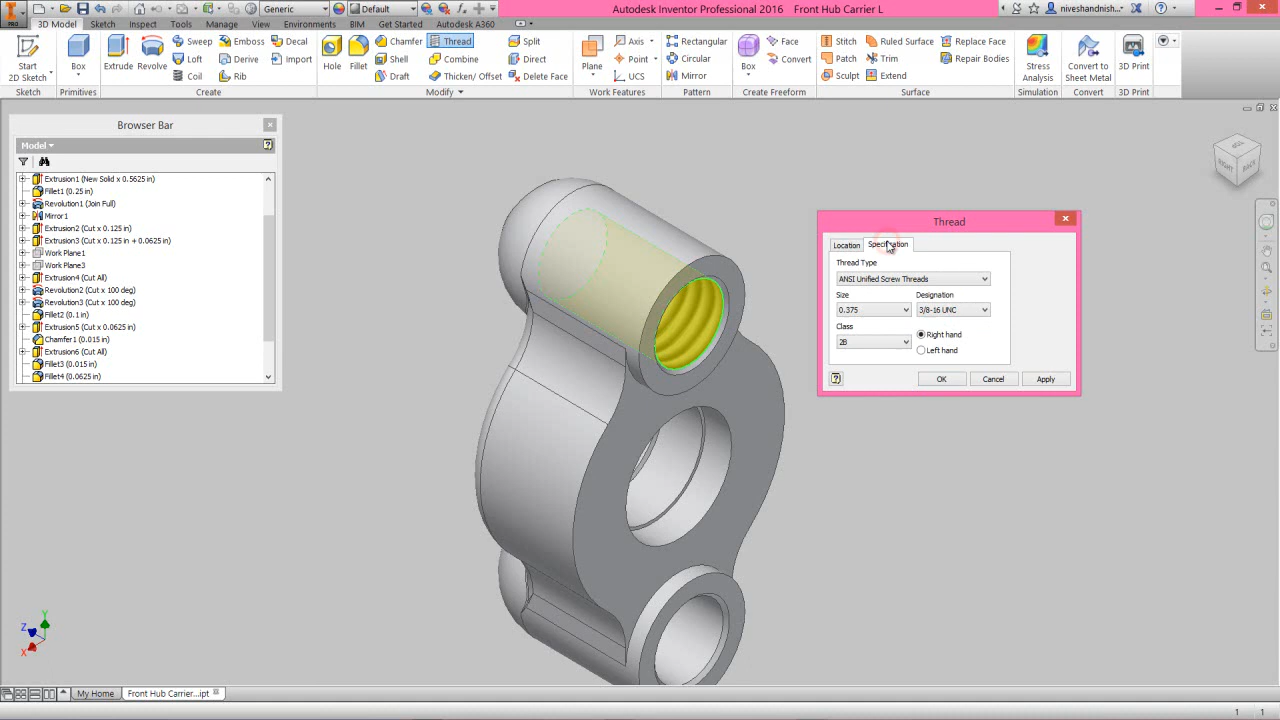 Generic
Default
Autodesk Inventor Professional 2016 Front Hub Carrier L
niveshandnish...
PRO
3D Model Sketch Inspect Tools Manage View Environments BIM Get Started Autodesk A360
Start
2D Sketch
Box
Extrude Revolve
Sweep Emboss Decal
Loft Derive Import
Coil Rib
Hole Fillet
Chamfer Thread Split
Shell Combine Direct
Draft Thicken/ Offset Delete Face
Plane
Axis
Point
UCS
Rectangular
Circular
Mirror
Box
Face
Convert
Stitch Ruled Surface Replace Face
Patch Trim Repair Bodies
Sculpt Extend
Stress
Analysis
Convert to
Sheet Metal
3D Print
Sketch Primitives Create Modify Work Features Pattern Create Freeform Surface Simulation Convert 3D Print
Browser Bar
Model
Extrusion1 (New Solid x 0.5625 in)
Fillet1 (0.25 in)
Revolution1 (Join Full)
Mirror1
Extrusion2 (Cut x 0.125 in)
Extrusion3 (Cut x 0.125 in + 0.0625 in)
Work Plane1
Work Plane3
Extrusion4 (Cut All)
Revolution2 (Cut x 100 deg)
Revolution3 (Cut x 100 deg)
Fillet2 (0.1 in)
Extrusion5 (Cut x 0.0625 in)
Chamfer1 (0.015 in)
Extrusion6 (Cut All)
Fillet3 (0.015 in)
Fillet4 (0.0625 in)
RIGHT BACK
Thread
Location Specification
Thread Type
ANSI Unified Screw Threads
Size Designation
0.375 3/8-16 UNC
Class
2B
Right hand
Left hand
OK Cancel Apply
Y
Z
X
My Home Front Hub Carrier...ipt
1 1